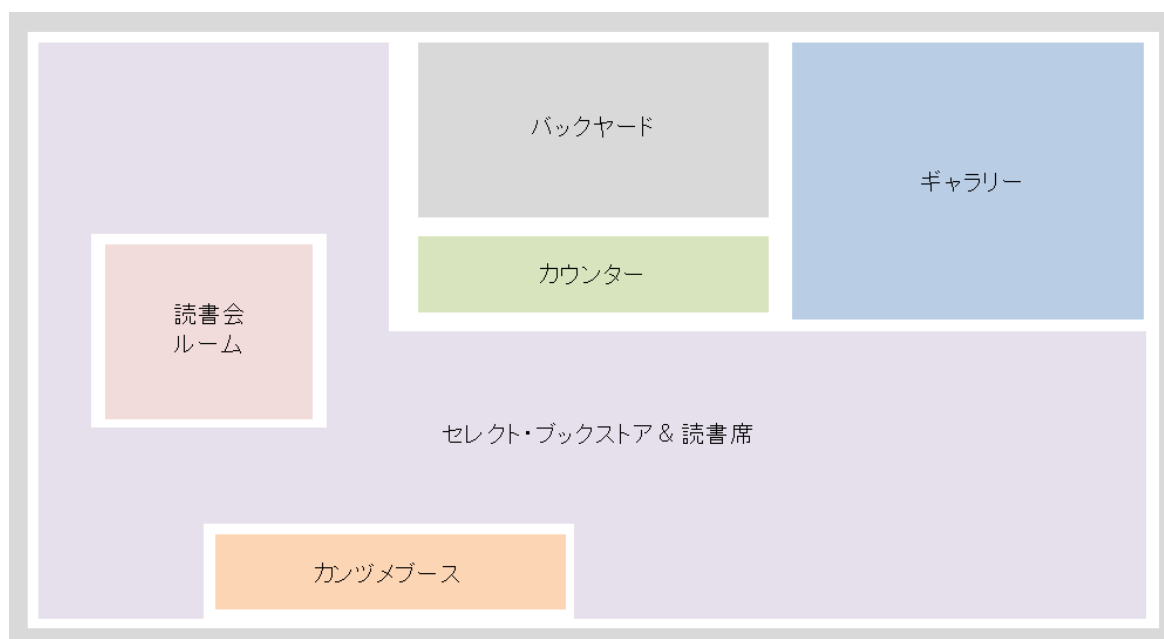 バックヤード
ギャラリー
カウンター
読書会
ルーム
セレクト・ブックストア＆読書席
カンヅメブース